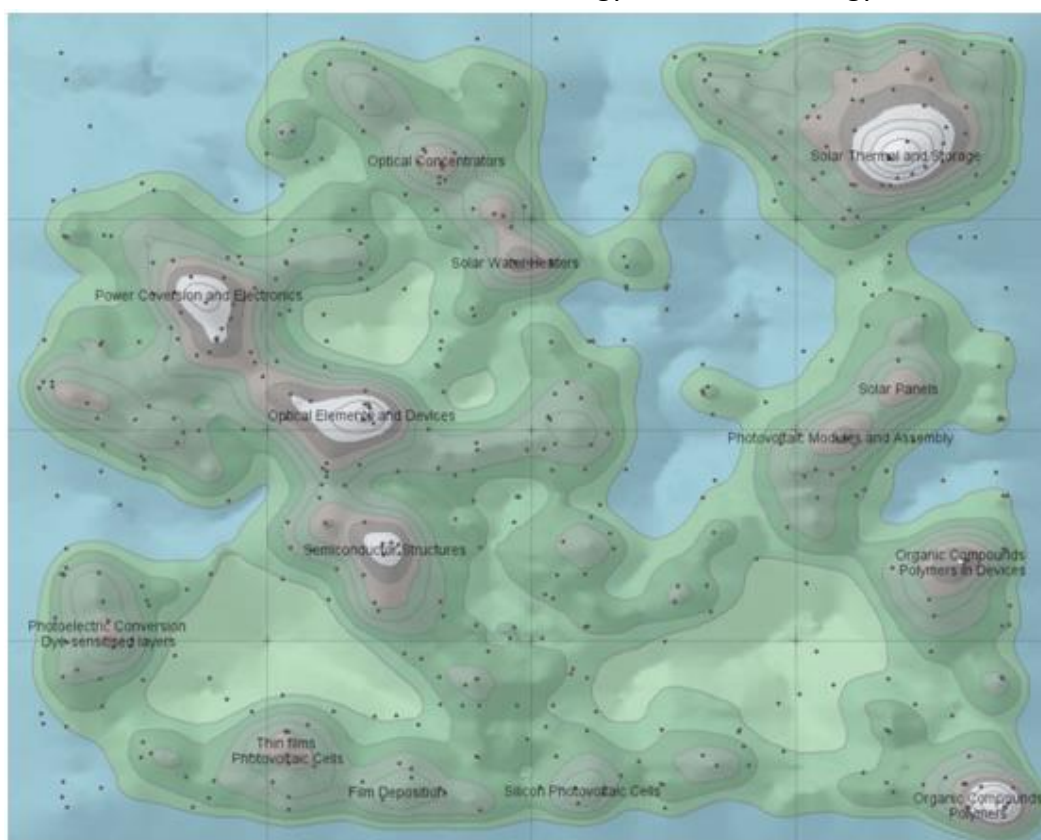 Optical Concentrators
Solar Thermal and Storage
Solar Water Heaters
Power Coversion and Electronics
Solar Panels
Optical Elements and Devices
Photovoltaic Modules and Assembly
Semiconductor Structures
Organic Compounds
Polymers in Devices
Photoelectric Conversion
Dye-sensitised layers
Thin films
Photovoltaic Cells
Film Deposition
Silicon Photovoltaic Cells
Organic Compounds
Polymers